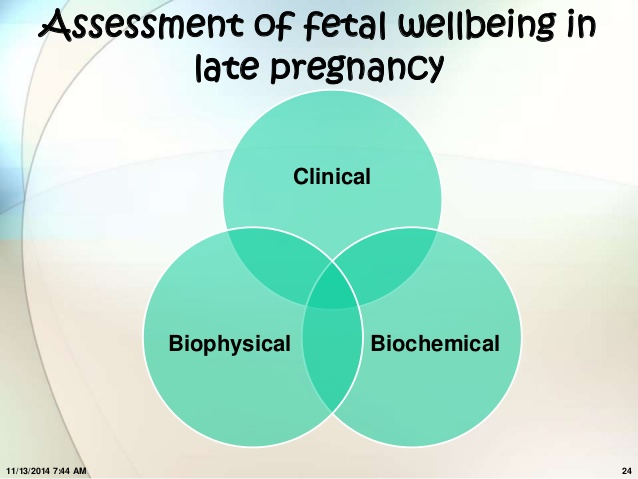 Assessment of fetal wellbeing in
late pregnancy
Clinical
Biophysical
Biochemical
11/13/2014 7:44 AM
24